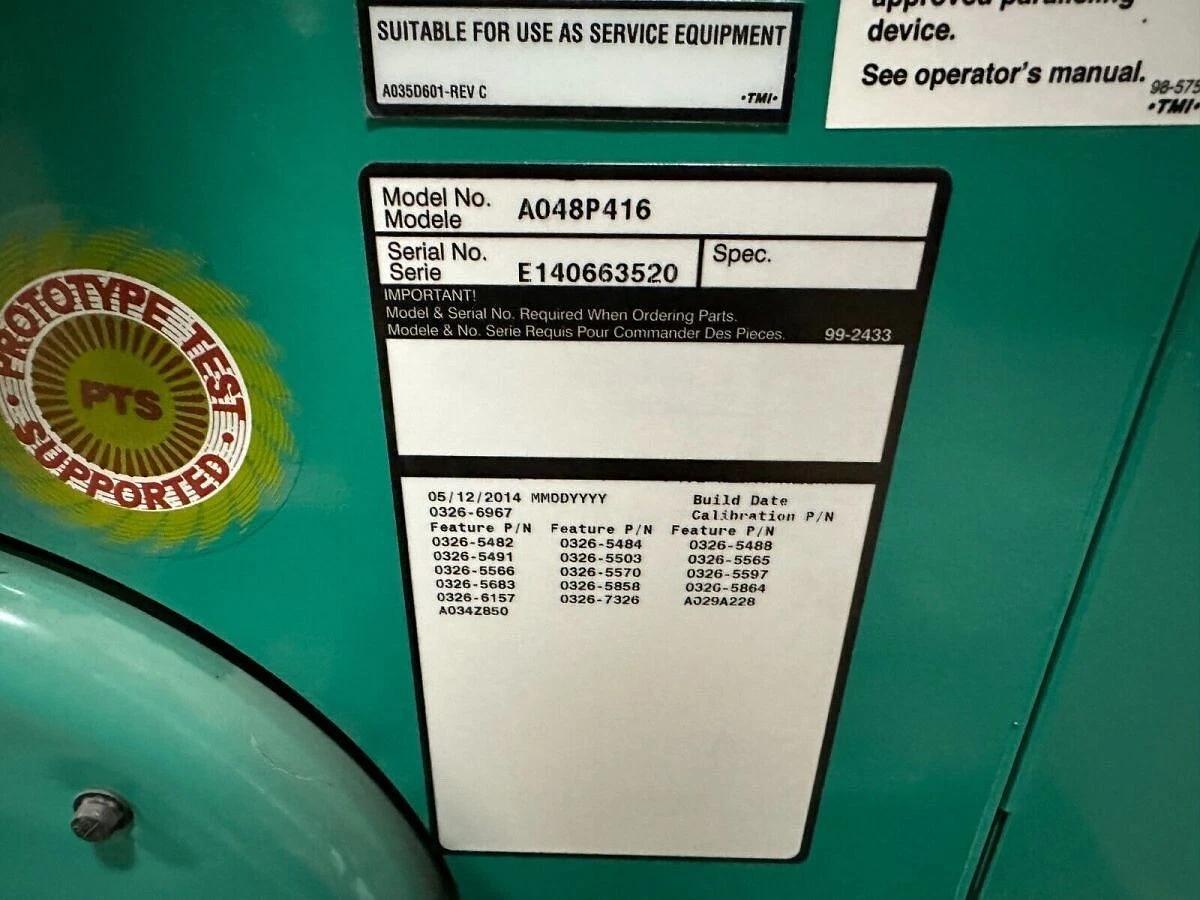 SUITABLE FOR USE AS SERVICE EQUIPMENT
A035D601-REV C
•TMI•
device.
See operator's manual.
98-575
•TMI•
Model No.
Modele
A048P416
Serial No.
Serie
E140663520
Spec.
IMPORTANT!
Model & Serial No. Required When Ordering Parts.
Modele & No. Serie Requis Pour Commander Des Pieces. 99-2433
05/12/2014 MMDDYYYY Build Date
0326-6967 Calibration P/N
Feature P/N Feature P/N Feature P/N
0326-5482 0326-5484 0326-5488
0326-5491 0326-5503 0326-5565
0326-5566 0326-5570 0326-5597
0326-5683 0326-5858 0326-5864
0326-6157 0326-7326 A029A228
A034Z850
PROTOTYPE TEST
PTS
SUPPORTED